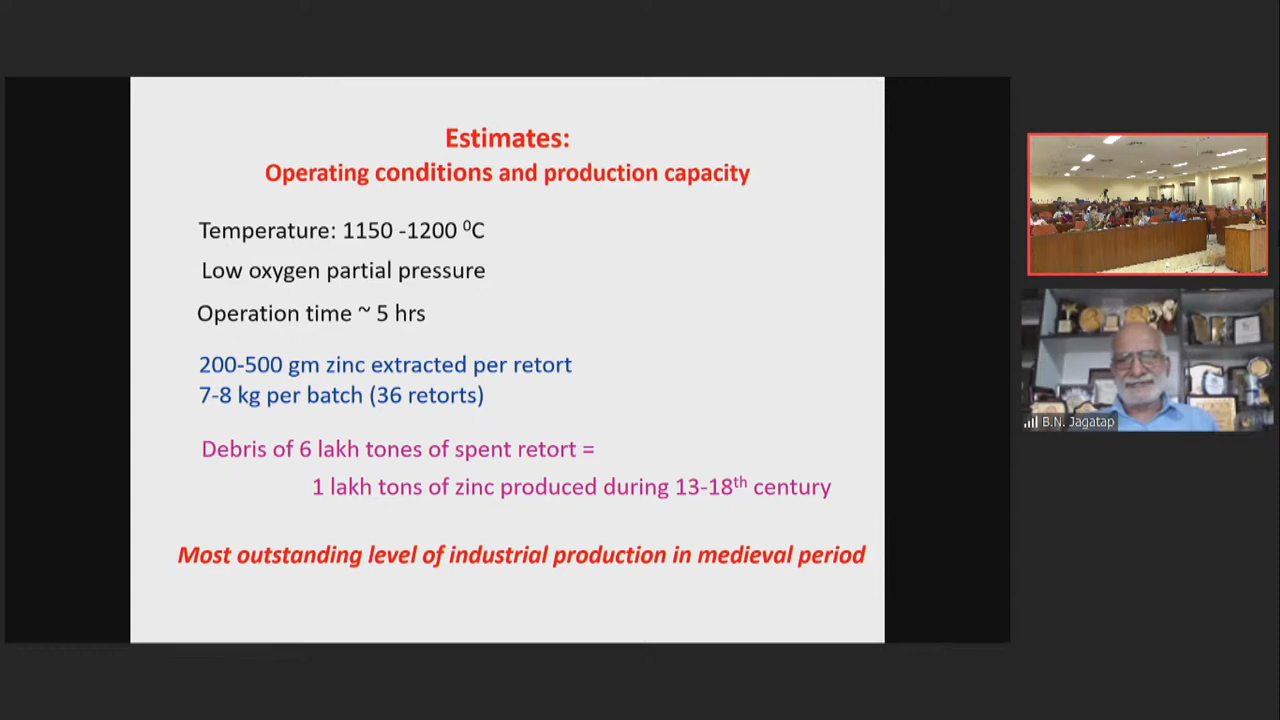 Estimates:
Operating conditions and production capacity
Temperature: 1150 -1200 ⁰C
Low oxygen partial pressure
Operation time ~ 5 hrs
200-500 gm zinc extracted per retort
7-8 kg per batch (36 retorts)
Debris of 6 lakh tones of spent retort =
1 lakh tons of zinc produced during 13-18th century
Most outstanding level of industrial production in medieval period
B.N. Jagatap